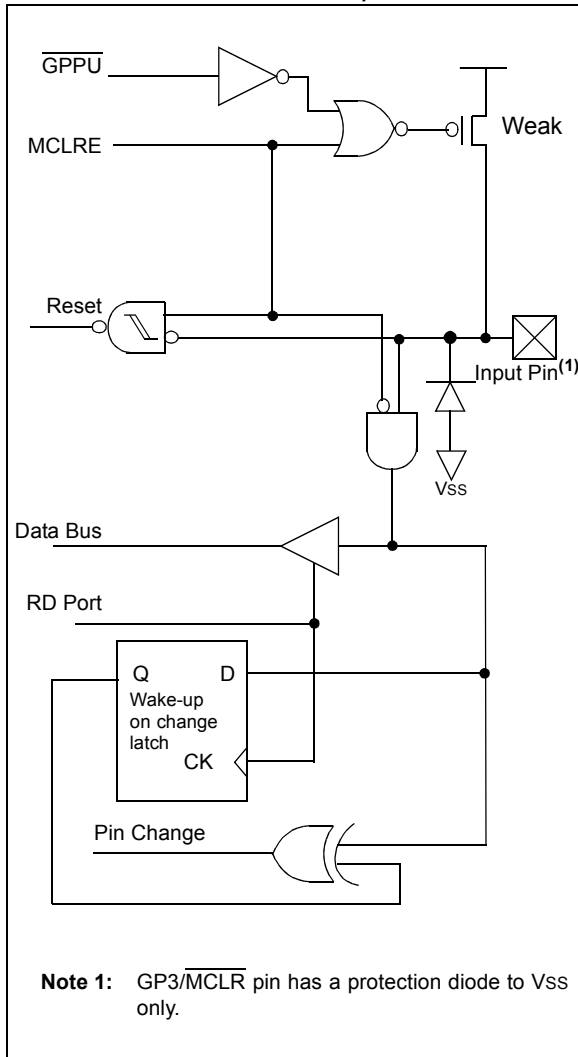 GPPU
Weak
MCLRE
Reset
Input Pin(1)
VSS
Data Bus
RD Port
Q D
Wake-up
on change
latch
CK
Pin Change
Note 1: GP3/MCLR pin has a protection diode to VSS
only.